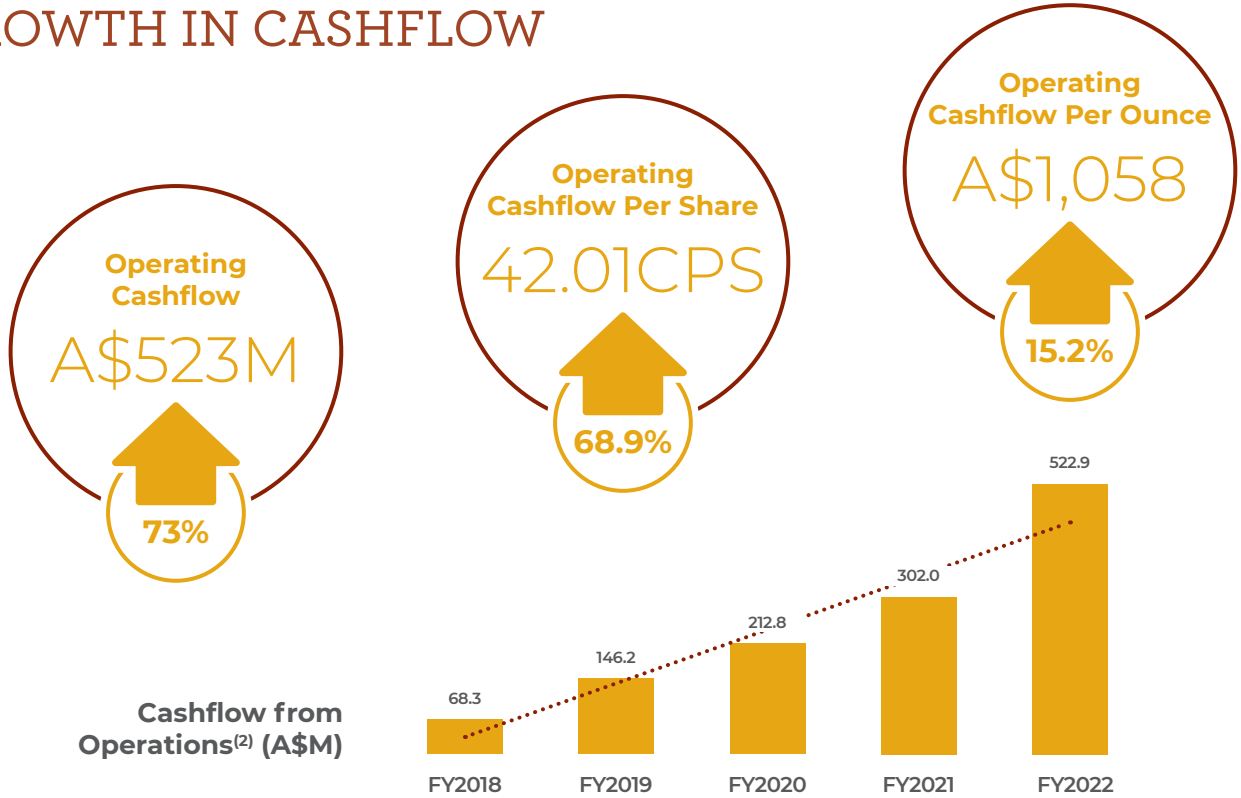 OWTH IN CASHFLOW
Operating
Cashflow
A$523M
73%
Operating
Cashflow Per Share
42.01CPS
68.9%
Operating
Cashflow Per Ounce
A$1,058
15.2%
Cashflow from
Operations⁽²⁾ (A$M)
68.3
146.2
212.8
302.0
522.9
FY2018
FY2019
FY2020
FY2021
FY2022